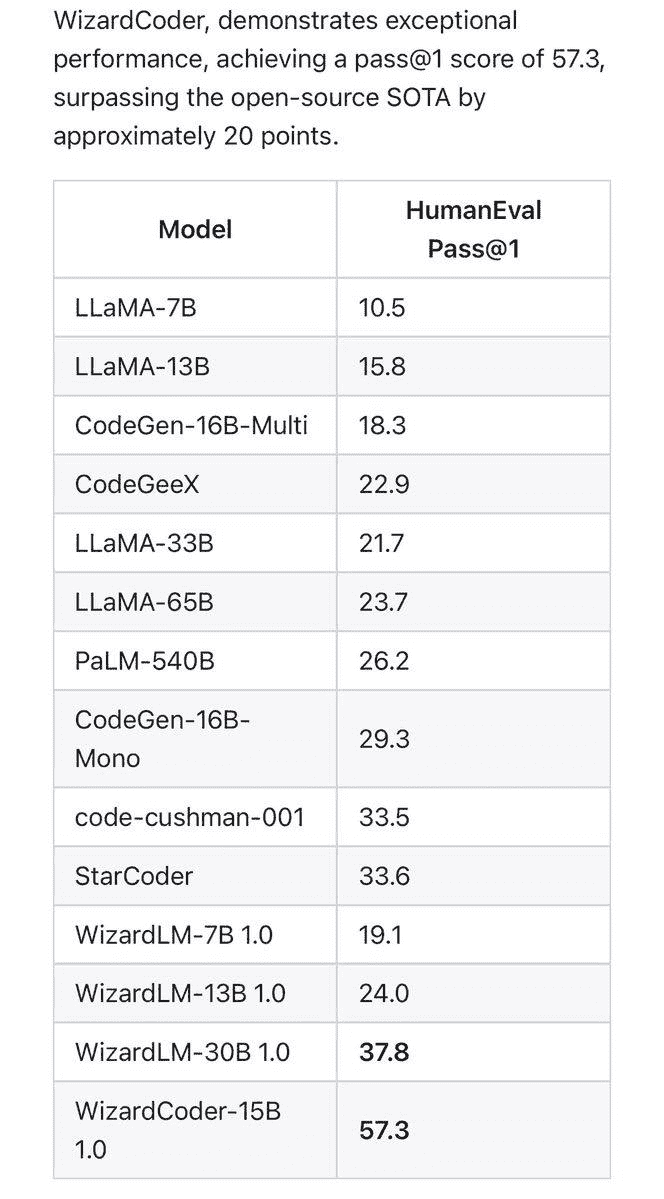 WizardCoder, demonstrates exceptional
performance, achieving a pass@1 score of 57.3,
surpassing the open-source SOTA by
approximately 20 points.
Model HumanEval
Pass@1
LLaMA-7B 10.5
LLaMA-13B 15.8
CodeGen-16B-Multi 18.3
CodeGeeX 22.9
LLaMA-33B 21.7
LLaMA-65B 23.7
PaLM-540B 26.2
CodeGen-16B-
Mono 29.3
code-cushman-001 33.5
StarCoder 33.6
WizardLM-7B 1.0 19.1
WizardLM-13B 1.0 24.0
WizardLM-30B 1.0 37.8
WizardCoder-15B
1.0 57.3